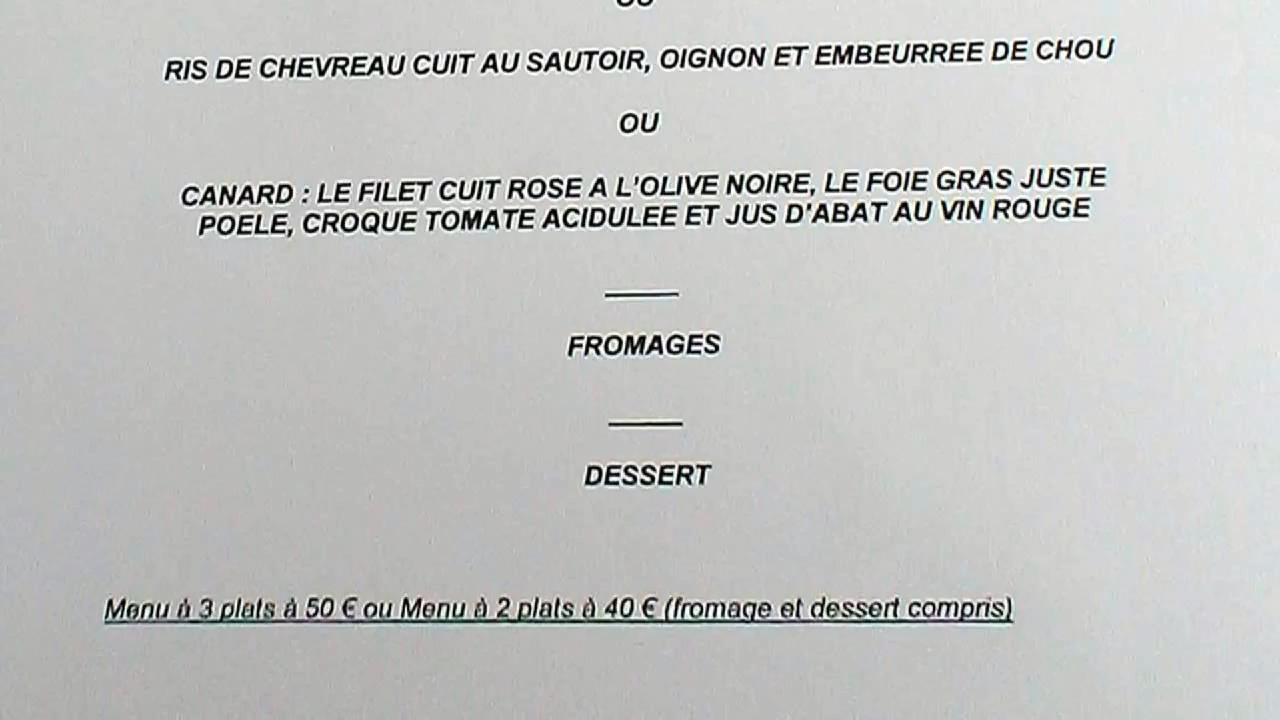 OU
RIS DE CHEVREAU CUIT AU SAUTOIR, OIGNON ET EMBEURREE DE CHOU
OU
CANARD : LE FILET CUIT ROSE A L'OLIVE NOIRE, LE FOIE GRAS JUSTE
POELE, CROQUE TOMATE ACIDULEE ET JUS D'ABAT AU VIN ROUGE
FROMAGES
DESSERT
Menu à 3 plats à 50 € ou Menu à 2 plats à 40 € (fromage et dessert compris)